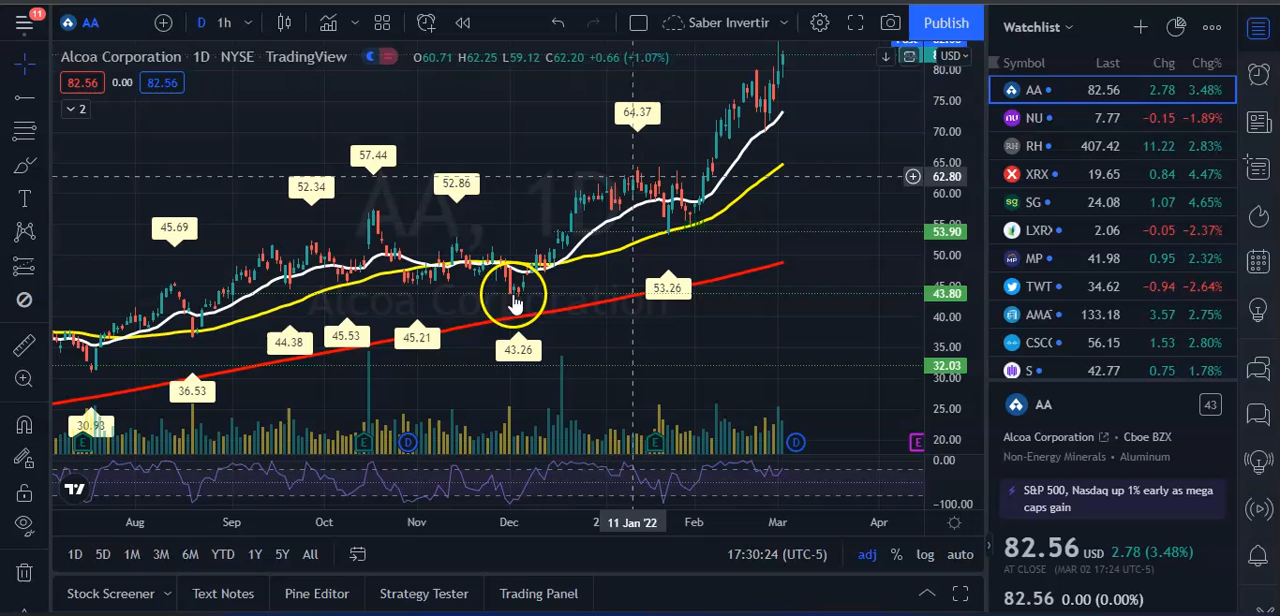 11
AA
D
1h
Saber Invertir
Publish
Alcoa Corporation · 1D · NYSE · TradingView
O60.71 H62.25 L59.12 C62.20 +0.66 (-1.07%)
USD
82.56
0.00
82.56
2
80.00
75.00
70.00
65.00
62.80
60.00
55.00
53.90
50.00
45.00
43.80
40.00
35.00
32.03
30.00
25.00
20.00
0.00
-100.00
AA, 1D
Alcoa Corporation
64.37
57.44
52.34
52.86
45.69
53.26
45.53
44.38
45.21
43.26
36.53
30.93
E
E
D
E
D
E
Aug
Sep
Oct
Nov
Dec
2
11 Jan '22
Feb
Mar
Apr
1D
5D
1M
3M
6M
YTD
1Y
5Y
All
17:30:24 (UTC-5)
adj
%
log
auto
Stock Screener
Text Notes
Pine Editor
Strategy Tester
Trading Panel
Watchlist
Symbol Last Chg Chg%
AA 82.56 2.78 3.48%
NU 7.77 −0.15 −1.89%
RH 407.42 11.22 2.83%
XRX 19.65 0.84 4.47%
SG 24.08 1.07 4.65%
LXRX 2.06 −0.05 −2.37%
MP 41.98 0.95 2.32%
TWT 34.62 −0.94 −2.64%
AMA 133.18 3.57 2.75%
CSC 56.15 1.53 2.80%
S 42.77 0.75 1.78%
AA
43
Alcoa Corporation
Cboe BZX
Non-Energy Minerals • Aluminum
S&P 500, Nasdaq up 1% early as mega
caps gain
82.56 USD 2.78 (3.48%)
AT CLOSE (MAR 02 17:24 UTC-5)
82.56 0.00 (0.00%)